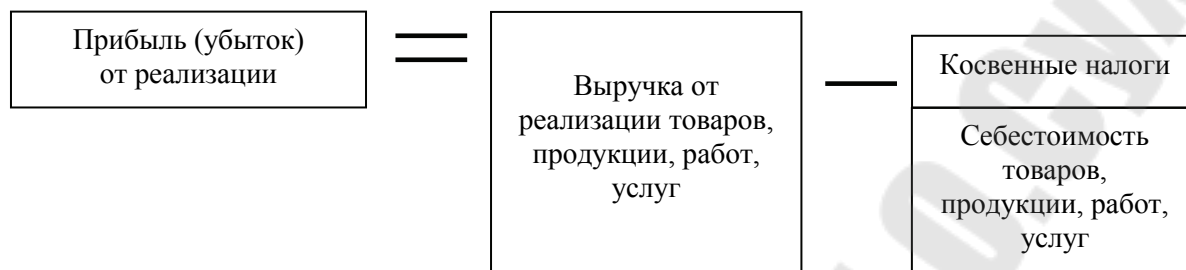 Прибыль (убыток)
от реализации
Выручка от
реализации товаров,
продукции, работ,
услуг
Косвенные налоги
Себестоимость
товаров,
продукции, работ,
услуг